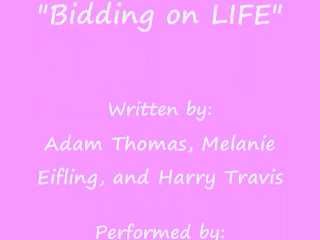 "Bidding on LIFE"
Written by:
Adam Thomas, Melanie
Eifling, and Harry Travis
Performed by: